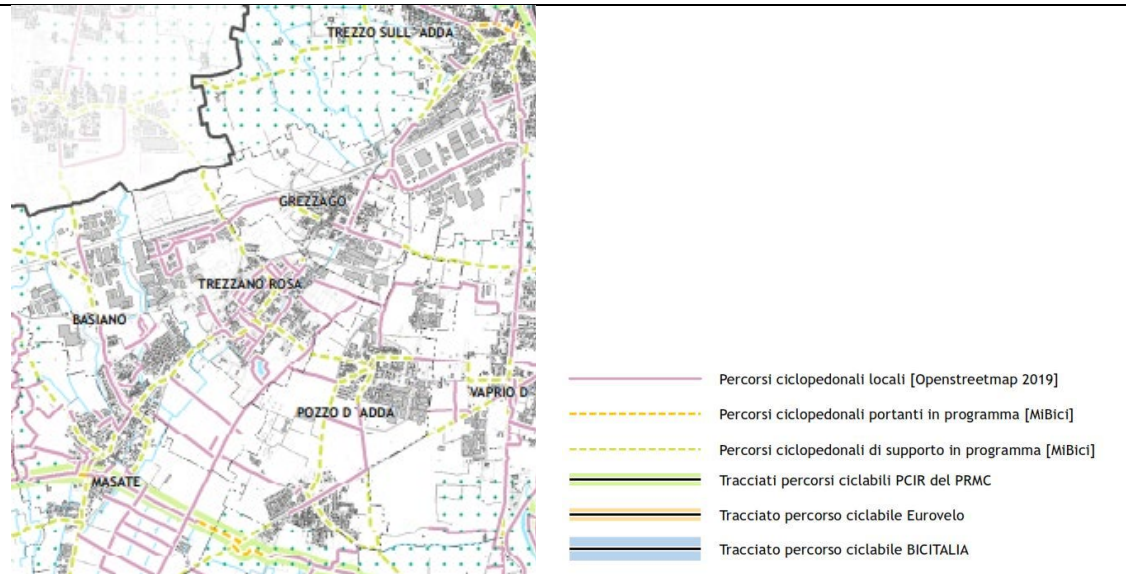 TREZZO SULL`ADDA
GREZZAGO
TREZZANO ROSA
BASIANO
VAPRIO D
POZZO D`ADDA
MASATE
Percorsi ciclopedonali locali [Openstreetmap 2019]
Percorsi ciclopedonali portanti in programma [MiBici]
Percorsi ciclopedonali di supporto in programma [MiBici]
Tracciati percorsi ciclabili PCIR del PRMC
Tracciato percorso ciclabile Eurovelo
Tracciato percorso ciclabile BICITALIA